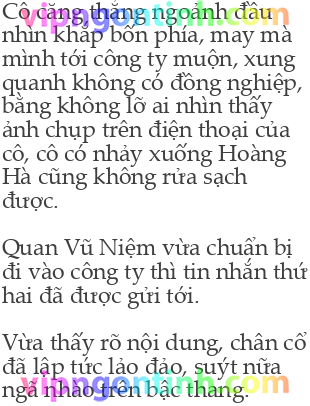 Cô căng thẳng ngoảnh đầu
nhìn khắp bốn phía, may mà
mình tới công ty muộn, xung
quanh không có đồng nghiệp,
bằng không lỡ ai nhìn thấy
ảnh chụp trên điện thoại của
cô, cô có nhảy xuống Hoàng
Hà cũng không rửa sạch
được.
Quan Vũ Niệm vừa chuẩn bị
đi vào công ty thì tin nhắn thứ
hai đã được gửi tới.
Vừa thấy rõ nội dung, chân cô
đã lập tức lảo đảo, suýt nữa
ngã nhào trên bậc thang.
vipngontinh.com
vipngontinh.com
vipngontinh.com